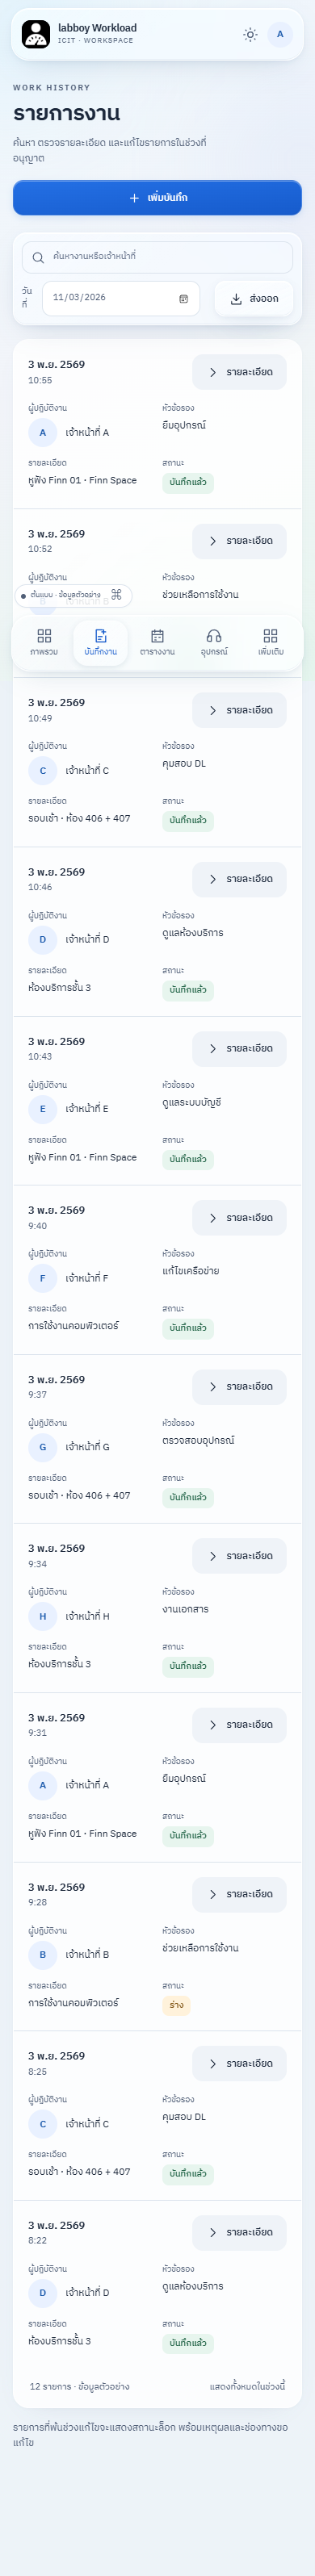 labboy Workload
ICIT · WORKSPACE
A
WORK HISTORY
รายการงาน
ค้นหา ตรวจรายละเอียด และแก้ไขรายการในช่วงที่
อนุญาต
เพิ่มบันทึก
ค้นหางานหรือเจ้าหน้าที่
วัน
ที่
11/03/2026
ส่งออก
3 พ.ย. 2569
10:55
รายละเอียด
ผู้ปฏิบัติงาน
หัวข้อรอง
A
เจ้าหน้าที่ A
ยืมอุปกรณ์
รายละเอียด
สถานะ
หูฟัง Finn 01 · Finn Space
บันทึกแล้ว
3 พ.ย. 2569
10:52
รายละเอียด
ผู้ปฏิบัติงาน
หัวข้อรอง
ช่วยเหลือการใช้งาน
ต้นแบบ · ข้อมูลตัวอย่าง
ภาพรวม
บันทึกงาน
ตารางงาน
อุปกรณ์
เพิ่มเติม
3 พ.ย. 2569
10:49
รายละเอียด
ผู้ปฏิบัติงาน
หัวข้อรอง
C
เจ้าหน้าที่ C
คุมสอบ DL
รายละเอียด
สถานะ
รอบเช้า · ห้อง 406 + 407
บันทึกแล้ว
3 พ.ย. 2569
10:46
รายละเอียด
ผู้ปฏิบัติงาน
หัวข้อรอง
D
เจ้าหน้าที่ D
ดูแลห้องบริการ
รายละเอียด
สถานะ
ห้องบริการชั้น 3
บันทึกแล้ว
3 พ.ย. 2569
10:43
รายละเอียด
ผู้ปฏิบัติงาน
หัวข้อรอง
E
เจ้าหน้าที่ E
ดูแลระบบบัญชี
รายละเอียด
สถานะ
หูฟัง Finn 01 · Finn Space
บันทึกแล้ว
3 พ.ย. 2569
9:40
รายละเอียด
ผู้ปฏิบัติงาน
หัวข้อรอง
F
เจ้าหน้าที่ F
แก้ไขเครือข่าย
รายละเอียด
สถานะ
การใช้งานคอมพิวเตอร์
บันทึกแล้ว
3 พ.ย. 2569
9:37
รายละเอียด
ผู้ปฏิบัติงาน
หัวข้อรอง
G
เจ้าหน้าที่ G
ตรวจสอบอุปกรณ์
รายละเอียด
สถานะ
รอบเช้า · ห้อง 406 + 407
บันทึกแล้ว
3 พ.ย. 2569
9:34
รายละเอียด
ผู้ปฏิบัติงาน
หัวข้อรอง
H
เจ้าหน้าที่ H
งานเอกสาร
รายละเอียด
สถานะ
ห้องบริการชั้น 3
บันทึกแล้ว
3 พ.ย. 2569
9:31
รายละเอียด
ผู้ปฏิบัติงาน
หัวข้อรอง
A
เจ้าหน้าที่ A
ยืมอุปกรณ์
รายละเอียด
สถานะ
หูฟัง Finn 01 · Finn Space
บันทึกแล้ว
3 พ.ย. 2569
9:28
รายละเอียด
ผู้ปฏิบัติงาน
หัวข้อรอง
B
เจ้าหน้าที่ B
ช่วยเหลือการใช้งาน
รายละเอียด
สถานะ
การใช้งานคอมพิวเตอร์
ร่าง
3 พ.ย. 2569
8:25
รายละเอียด
ผู้ปฏิบัติงาน
หัวข้อรอง
C
เจ้าหน้าที่ C
คุมสอบ DL
รายละเอียด
สถานะ
รอบเช้า · ห้อง 406 + 407
บันทึกแล้ว
3 พ.ย. 2569
8:22
รายละเอียด
ผู้ปฏิบัติงาน
หัวข้อรอง
D
เจ้าหน้าที่ D
ดูแลห้องบริการ
รายละเอียด
สถานะ
ห้องบริการชั้น 3
บันทึกแล้ว
12 รายการ · ข้อมูลตัวอย่าง
แสดงทั้งหมดในช่วงนี้
รายการที่พ้นช่วงแก้ไขจะแสดงสถานะล็อก พร้อมเหตุผลและช่องทางขอ
แก้ไข